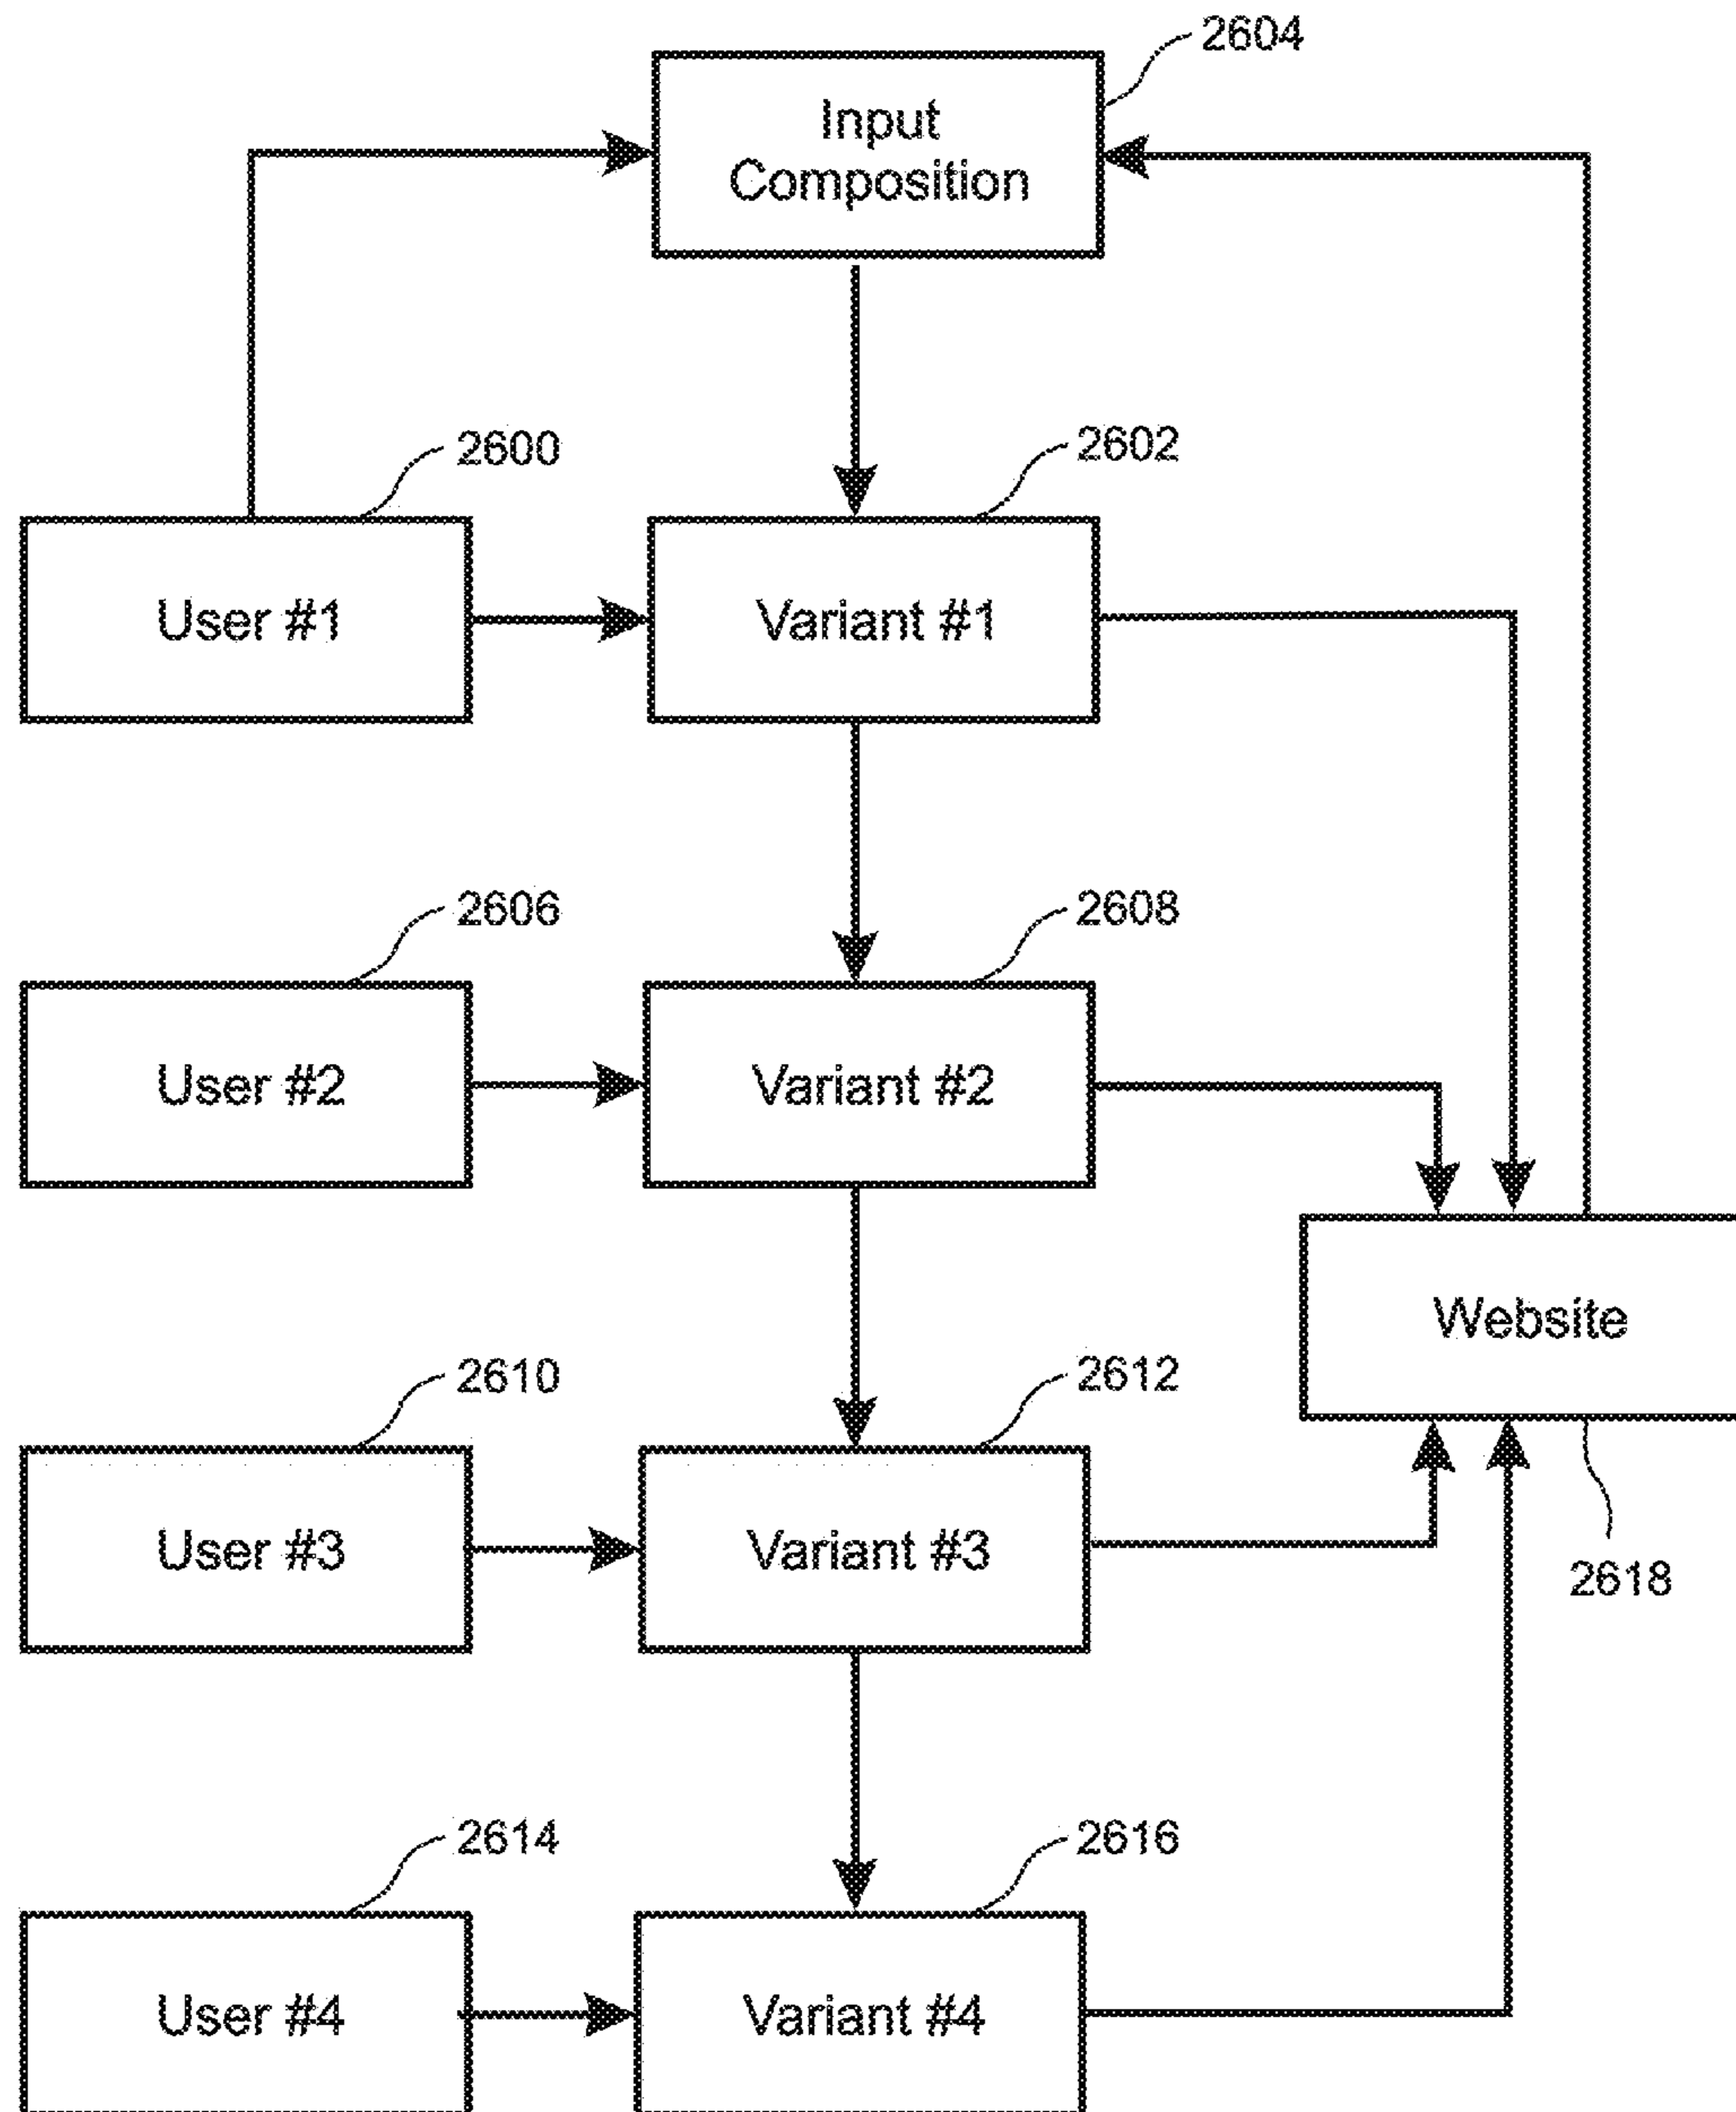 2604
Input
Composition
2600
2602
User #1
Variant #1
2606
2608
User #2
Variant #2
Website
2610
2612
User #3
Variant #3
2618
2614
2616
User #4
Variant #4